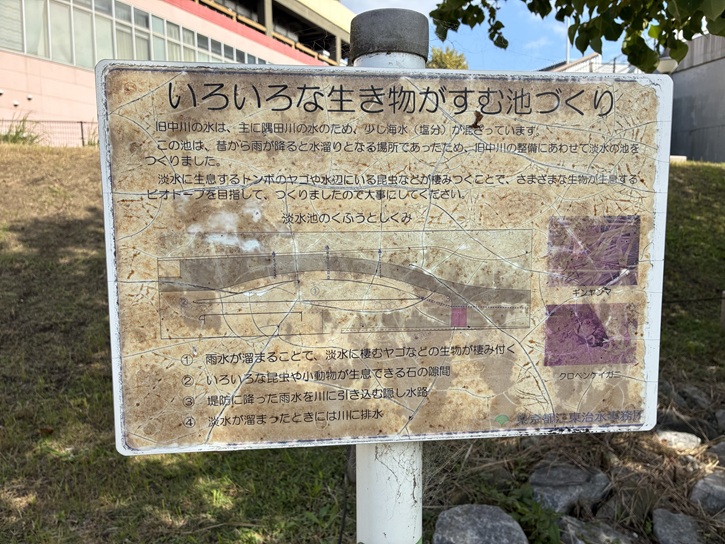 いろいろな生き物がすむ池づくり
旧中川の水は、主に隅田川の水のため、少し海水（塩分）が混ざっています。
この池は、昔から雨が降ると水溜りとなる場所であったため、旧中川の整備にあわせて淡水の池を
つくりました。
淡水に生息するトンボのヤゴや水辺にいる昆虫などが棲みつくことで、さまざまな生物が生息する
ビオトープを目指して、つくりましたので大事にしてください。
淡水池のくふうとしくみ
ギンヤンマ
②
①
クロベンケイガニ
① 雨水が溜まることで、淡水に棲むヤゴなどの生物が棲み付く
② いろいろな昆虫や小動物が生息できる石の隙間
③ 堤防に降った雨水を川に引き込む隠し水路
④ 淡水が溜まったときには川に排水
東京都江東治水事務所